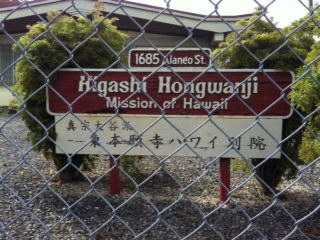 1685 Alaneo St.
Higashi Hongwanji
Mission of Hawaii
真宗大谷派
東本願寺ハワイ別院